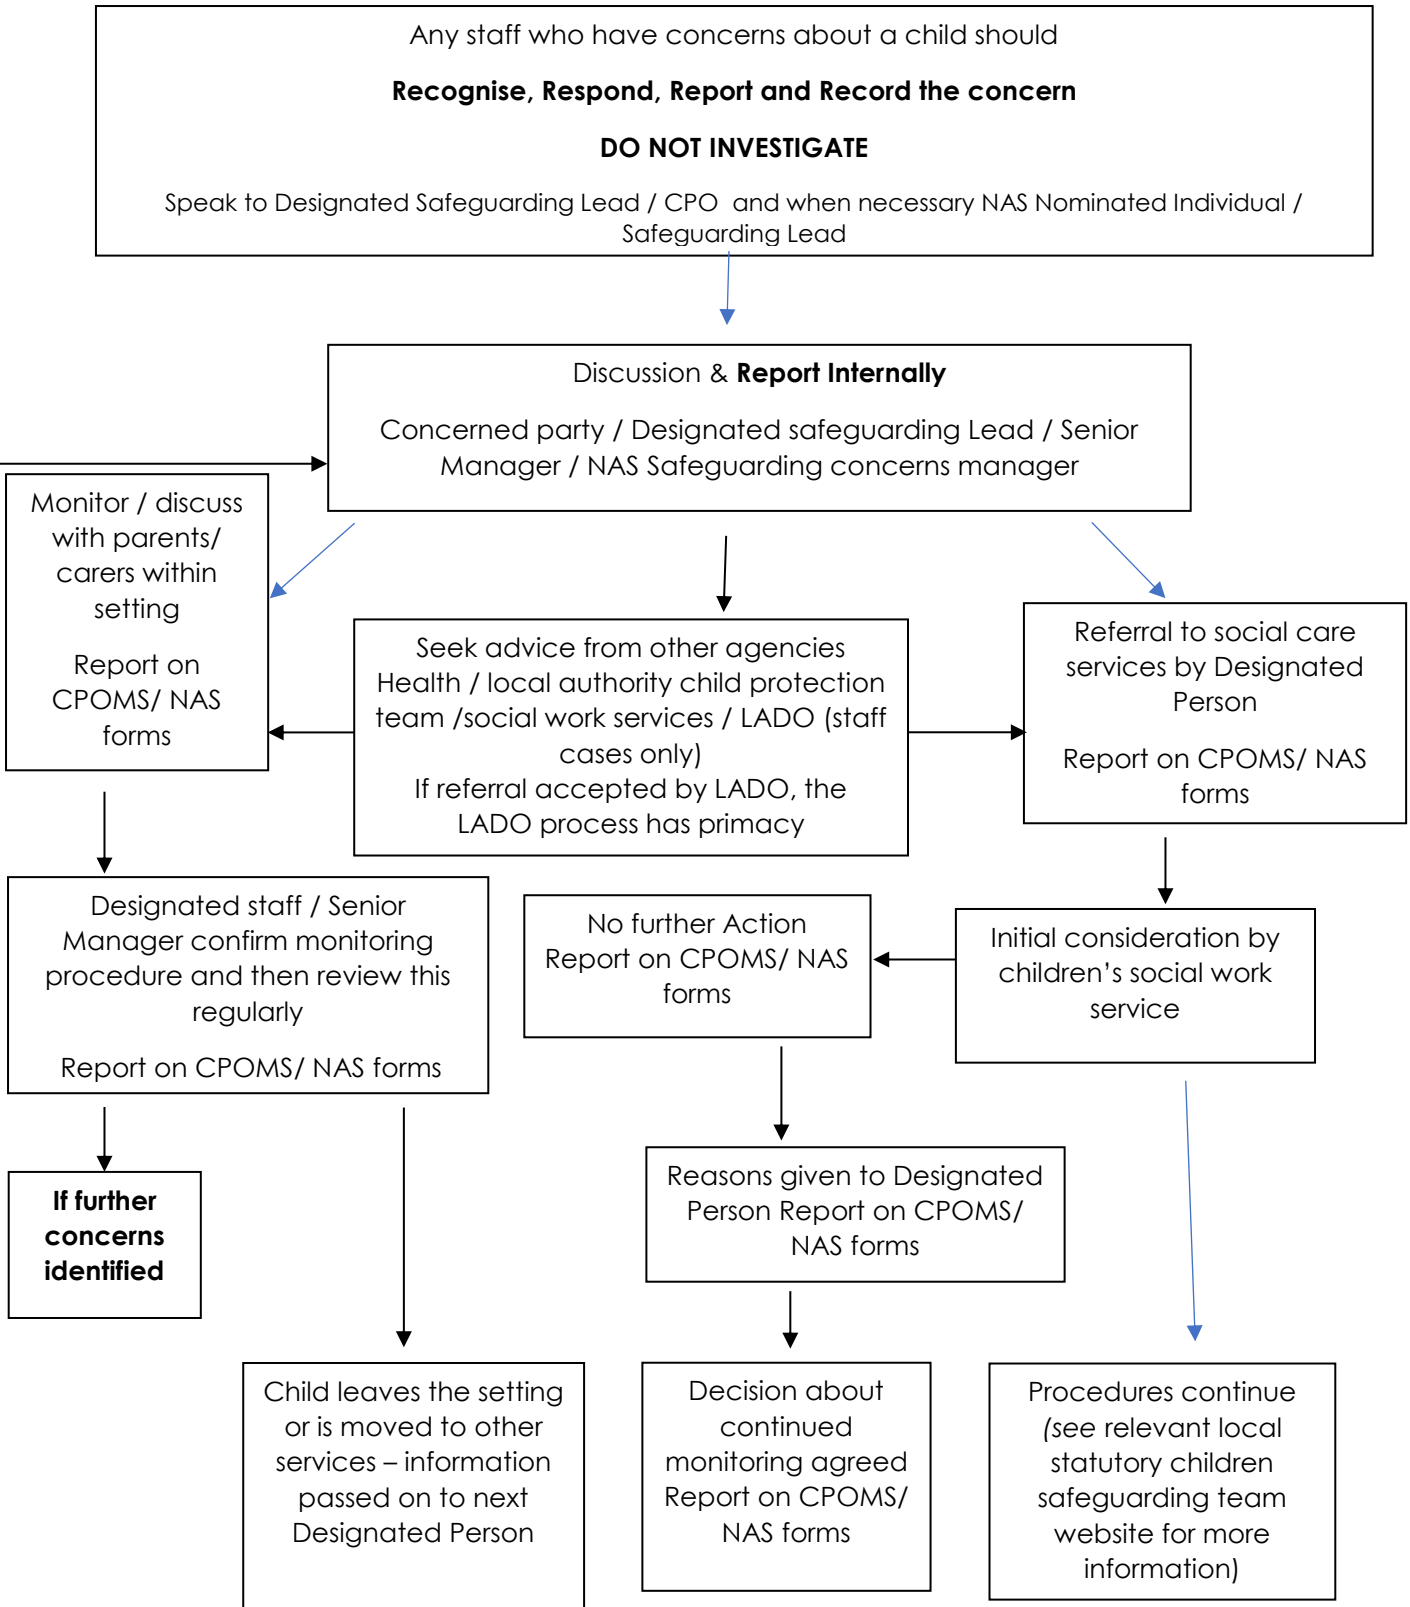 Any staff who have concerns about a child should
Recognise, Respond, Report and Record the concern
DO NOT INVESTIGATE
Speak to Designated Safeguarding Lead / CPO  and when necessary NAS Nominated Individual /
Safeguarding Lead
Discussion & Report Internally
Concerned party / Designated safeguarding Lead / Senior
Manager / NAS Safeguarding concerns manager
Monitor / discuss
with parents/
carers within
setting
Report on
CPOMS/ NAS
forms
Seek advice from other agencies
Health / local authority child protection
team /social work services / LADO (staff
cases only)
If referral accepted by LADO, the
LADO process has primacy
Referral to social care
services by Designated
Person
Report on CPOMS/ NAS
forms
Designated staff / Senior
Manager confirm monitoring
procedure and then review this
regularly
Report on CPOMS/ NAS forms
No further Action
Report on CPOMS/ NAS
forms
Initial consideration by
children’s social work
service
If further
concerns
identified
Reasons given to Designated
Person Report on CPOMS/
NAS forms
Child leaves the setting
or is moved to other
services – information
passed on to next
Designated Person
Decision about
continued
monitoring agreed
Report on CPOMS/
NAS forms
Procedures continue
(see relevant local
statutory children
safeguarding team
website for more
information)